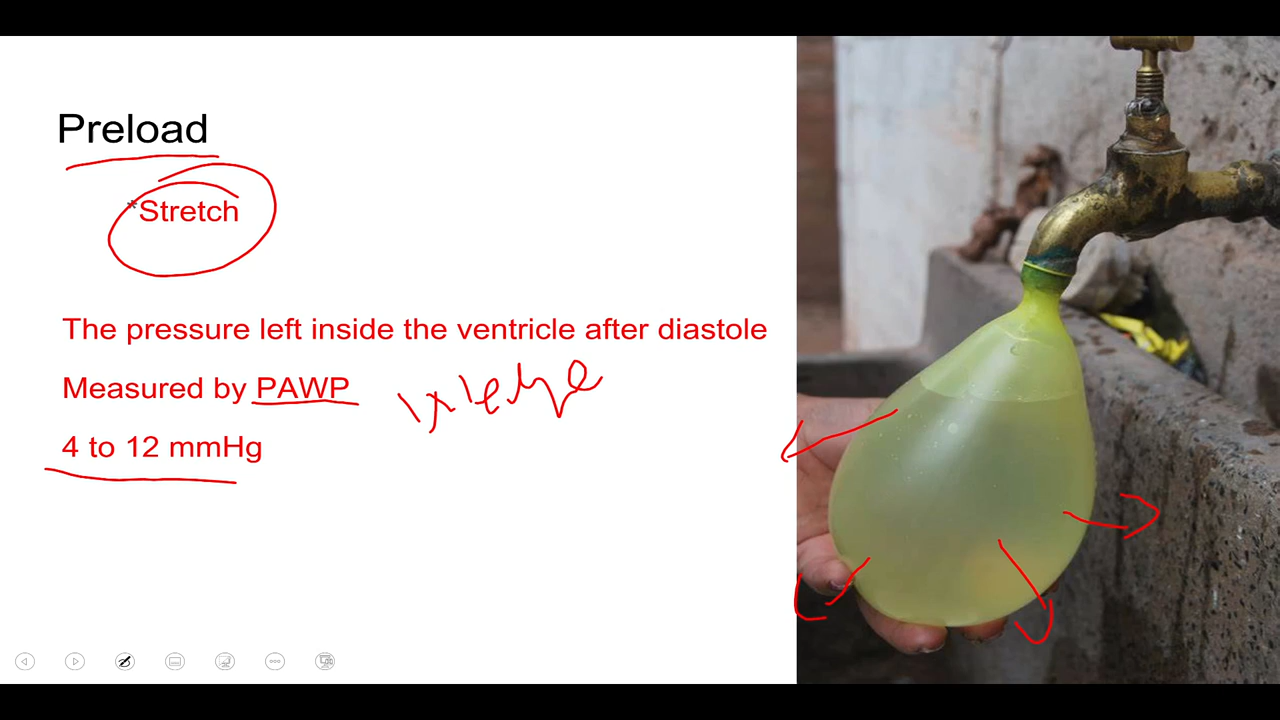 Preload
*Stretch
The pressure left inside the ventricle after diastole
Measured by PAWP
4 to 12 mmHg